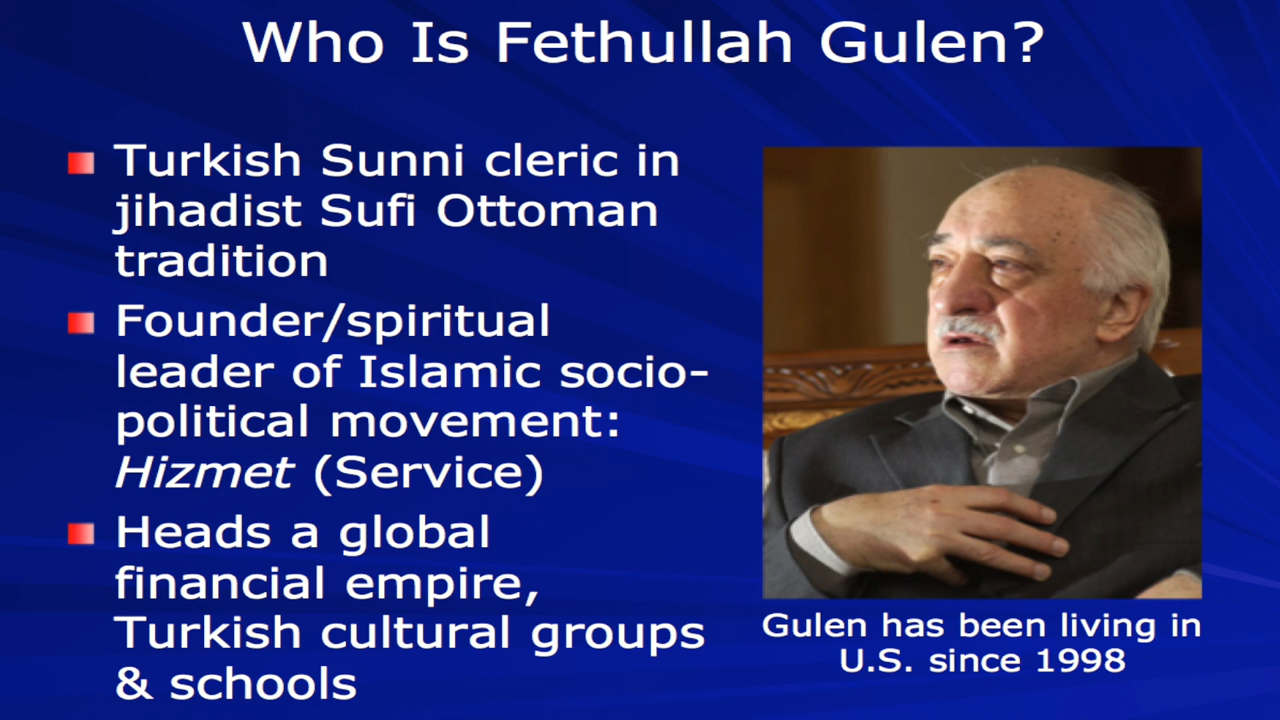 Who Is Fethullah Gulen?
Turkish Sunni cleric in
jihadist Sufi Ottoman
tradition
Founder/spiritual
leader of Islamic socio-
political movement:
Hizmet (Service)
Heads a global
financial empire,
Turkish cultural groups
& schools
Gulen has been living in
U.S. since 1998